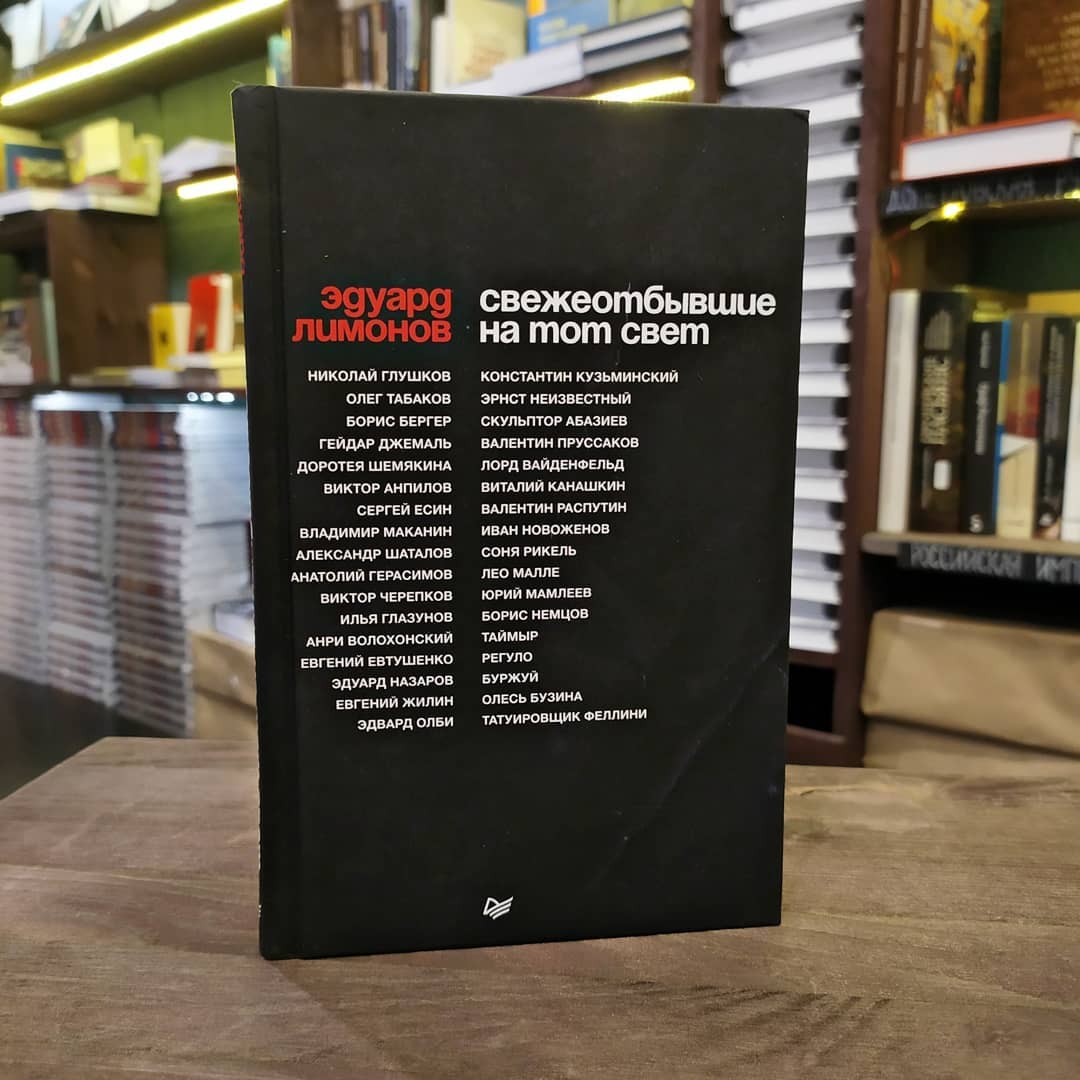 эдуард
лимонов
свежеотбывшие
на тот свет
НИКОЛАЙ ГЛУШКОВ
ОЛЕГ ТАБАКОВ
БОРИС БЕРГЕР
ГЕЙДАР ДЖЕМАЛЬ
ДОРОТЕЯ ШЕМЯКИНА
ВИКТОР АНПИЛОВ
СЕРГЕЙ ЕСИН
ВЛАДИМИР МАКАНИН
АЛЕКСАНДР ШАТАЛОВ
АНАТОЛИЙ ГЕРАСИМОВ
ВИКТОР ЧЕРЕПКОВ
ИЛЬЯ ГЛАЗУНОВ
АНРИ ВОЛОХОНСКИЙ
ЕВГЕНИЙ ЕВТУШЕНКО
ЭДУАРД НАЗАРОВ
ЕВГЕНИЙ ЖИЛИН
ЭДВАРД ОЛБИ
КОНСТАНТИН КУЗЬМИНСКИЙ
ЭРНСТ НЕИЗВЕСТНЫЙ
СКУЛЬПТОР АБАЗИЕВ
ВАЛЕНТИН ПРУССАКОВ
ЛОРД ВАЙДЕНФЕЛЬД
ВИТАЛИЙ КАНАШКИН
ВАЛЕНТИН РАСПУТИН
ИВАН НОВОЖЕНОВ
СОНЯ РИКЕЛЬ
ЛЕО МАЛЛЕ
ЮРИЙ МАМЛЕЕВ
БОРИС НЕМЦОВ
ТАЙМЫР
РЕГУЛО
БУРЖУЙ
ОЛЕСЬ БУЗИНА
ТАТУИРОВЩИК ФЕЛЛИНИ
РОССИЙСКАЯ ИМП